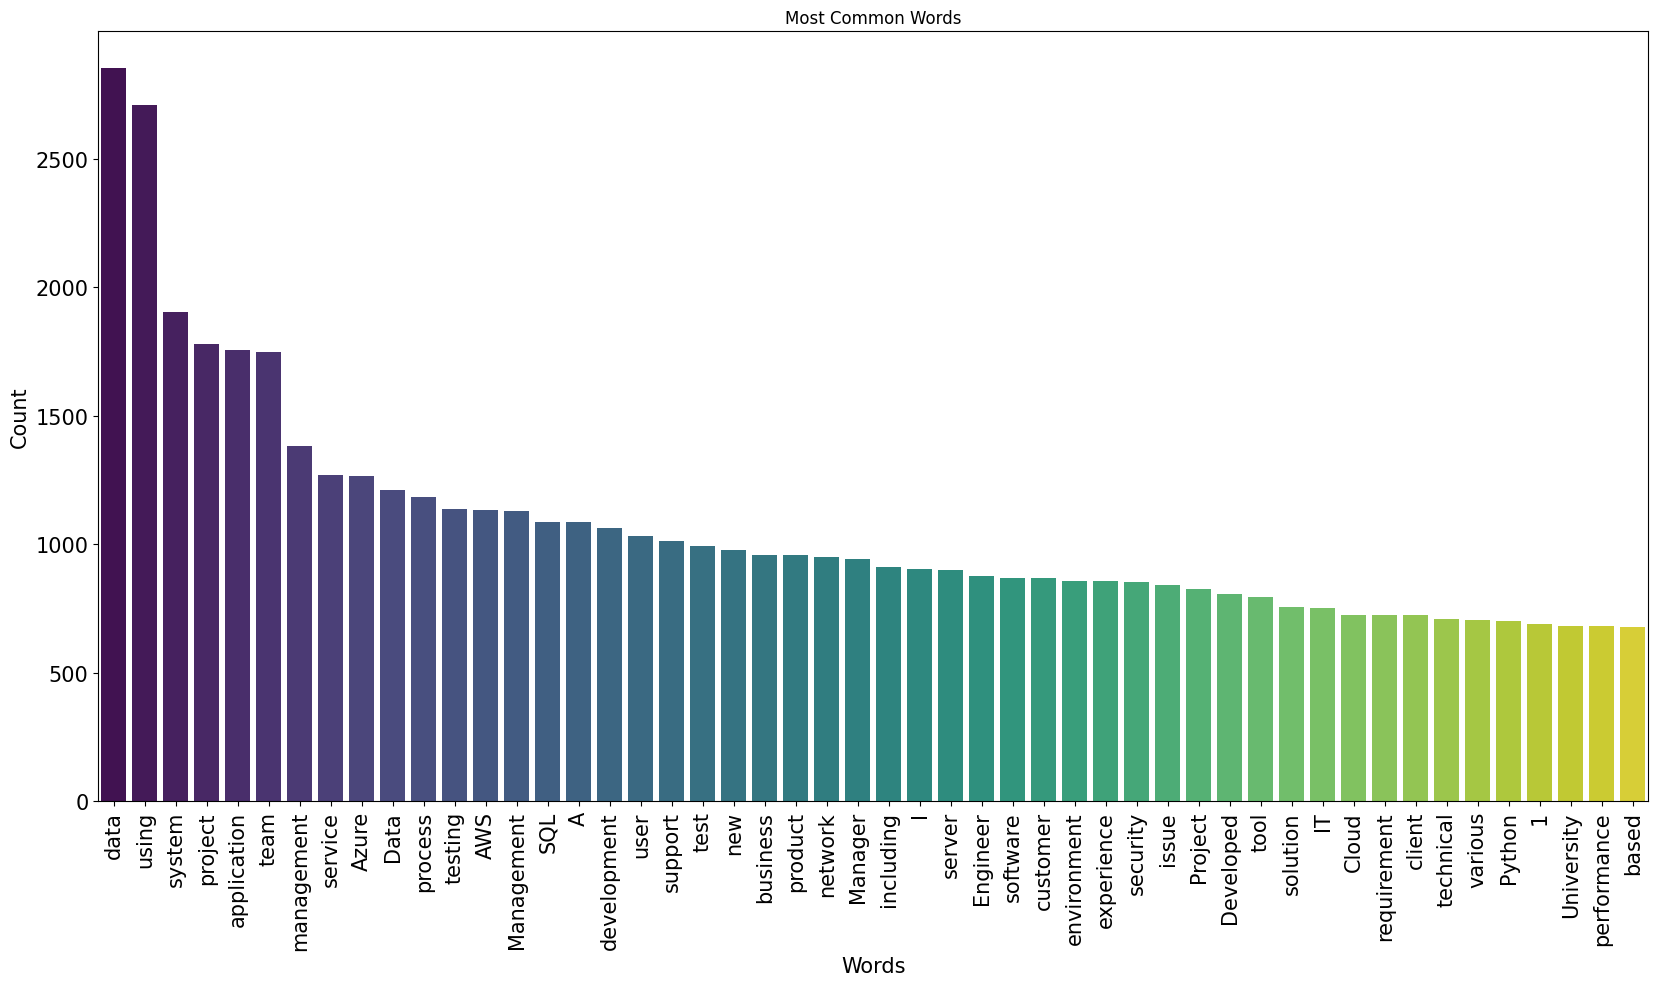 Most Common Words
Count
2500
2000
1500
1000
500
0
data
using
system
project
application
team
management
service
Azure
Data
process
testing
AWS
Management
SQL
A
development
user
support
test
new
business
product
network
Manager
including
I
server
Engineer
software
customer
environment
experience
security
issue
Project
Developed
tool
solution
IT
Cloud
requirement
client
technical
various
Python
1
University
performance
based
Words